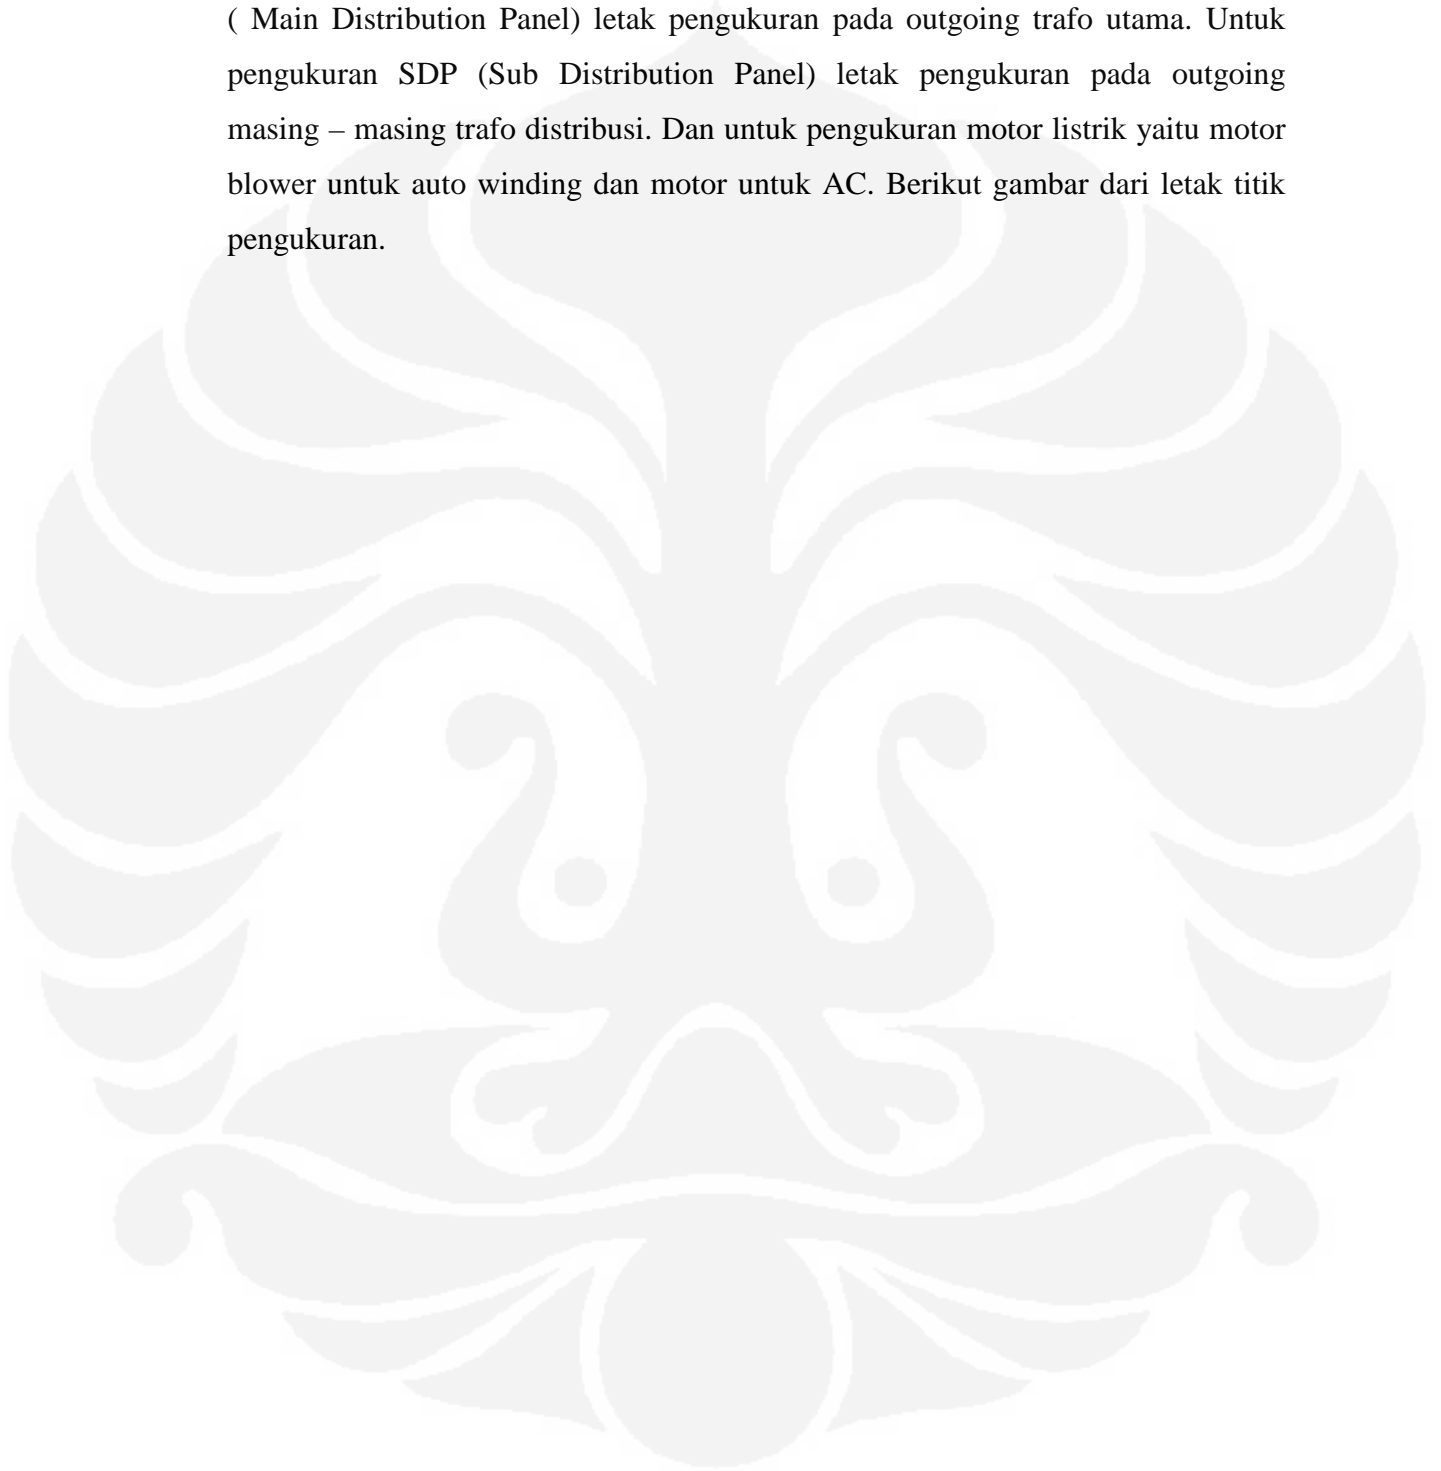 ( Main Distribution Panel) letak pengukuran pada outgoing trafo utama. Untuk
pengukuran SDP (Sub Distribution Panel) letak pengukuran pada outgoing
masing – masing trafo distribusi. Dan untuk pengukuran motor listrik yaitu motor
blower untuk auto winding dan motor untuk AC. Berikut gambar dari letak titik
pengukuran.